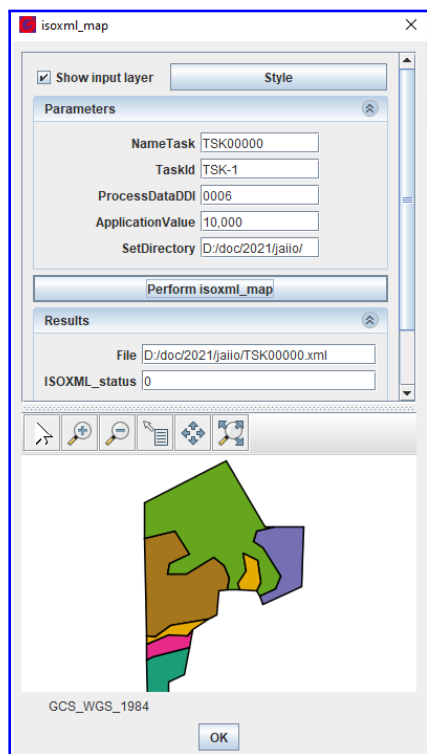 isoxml_map
Show input layer Style
Parameters
NameTask TSK00000
TaskId TSK-1
ProcessDataDDI 0006
ApplicationValue 10,000
SetDirectory D:/doc/2021/jaiio/
Perform isoxml_map
Results
File D:/doc/2021/jaiio/TSK00000.xml
ISOXML_status 0
GCS_WGS_1984
OK